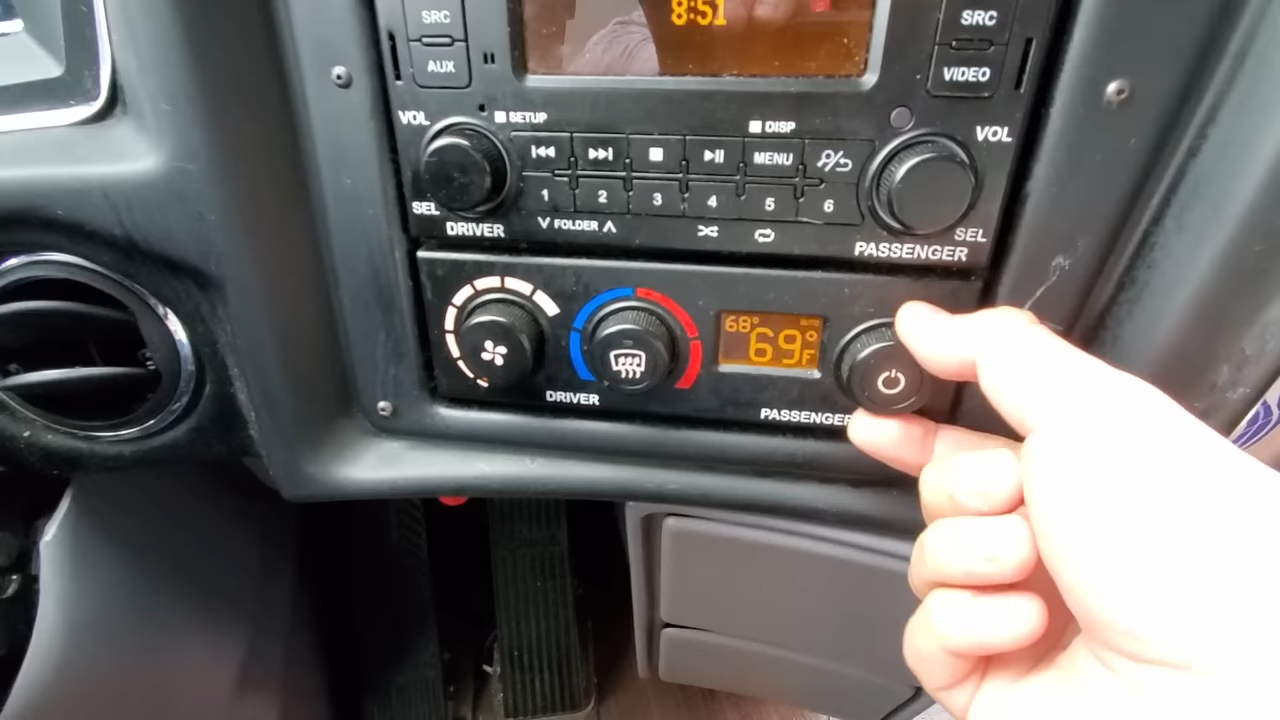 SRC
8:51
SRC
AUX
VIDEO
VOL
SETUP
DISP
VOL
MENU
1 2 3 4 5 6
SEL
FOLDER
SEL
DRIVER
PASSENGER
68° AUTO
69°F
DRIVER
PASSENGER